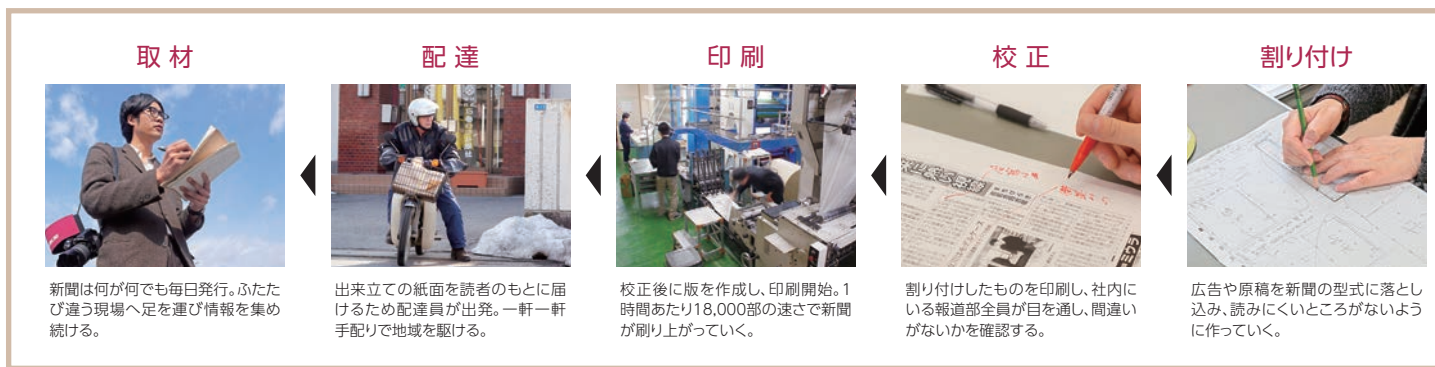 割り付け
広告や原稿を新聞の型式に落とし
込み、読みにくいところがないよう
に作っていく。
校正
割り付けしたものを印刷し、社内に
いる報道部全員が目を通し、間違い
がないかを確認する。
印刷
校正後に版を作成し、印刷開始。1
時間あたり18,000部の速さで新聞
が刷り上がっていく。
配達
出来立ての紙面を読者のもとに届
けるため配達員が出発。一軒一軒
手配りで地域を駆ける。
取材
新聞は何が何でも毎日発行。ふたた
び違う現場へ足を運び情報を集め
続ける。